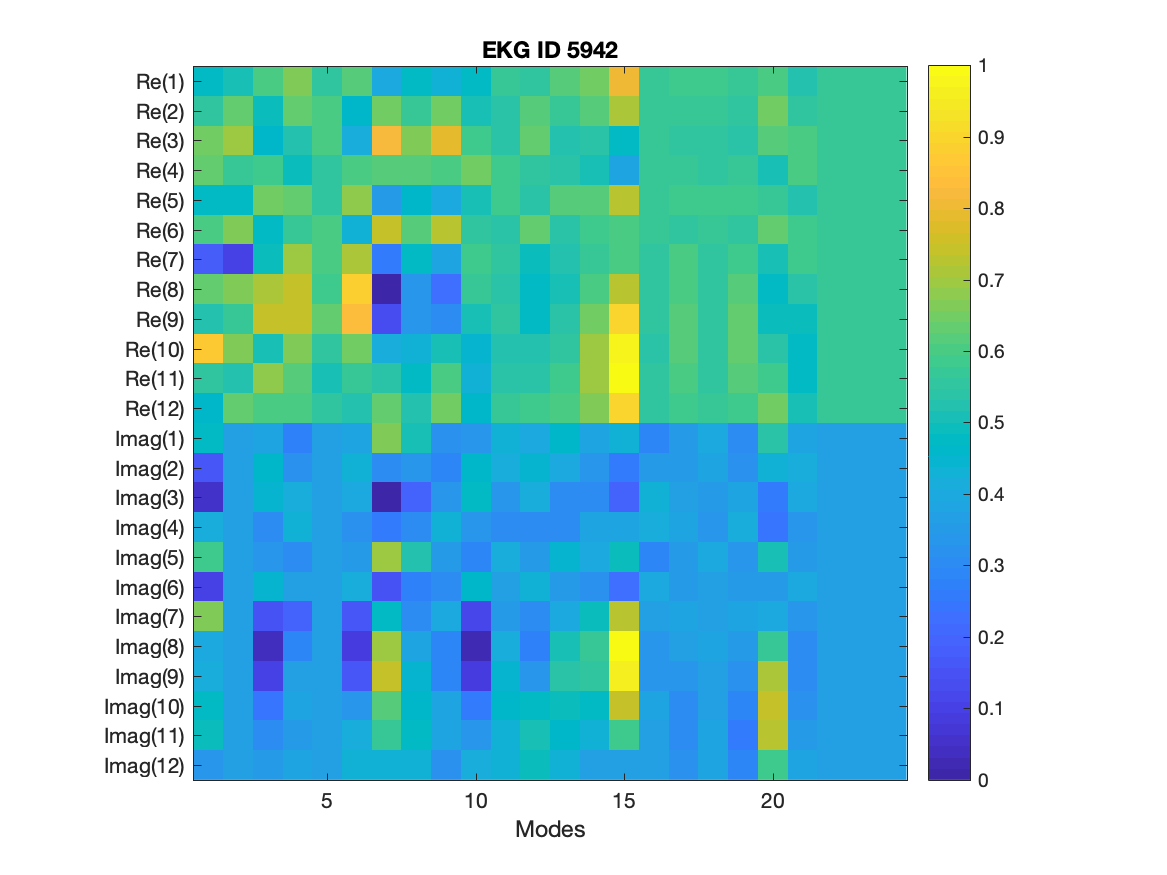 EKG ID 5942
Re(1)
Re(2)
Re(3)
Re(4)
Re(5)
Re(6)
Re(7)
Re(8)
Re(9)
Re(10)
Re(11)
Re(12)
Imag(1)
Imag(2)
Imag(3)
Imag(4)
Imag(5)
Imag(6)
Imag(7)
Imag(8)
Imag(9)
Imag(10)
Imag(11)
Imag(12)
5 10 15 20
Modes
1
0.9
0.8
0.7
0.6
0.5
0.4
0.3
0.2
0.1
0